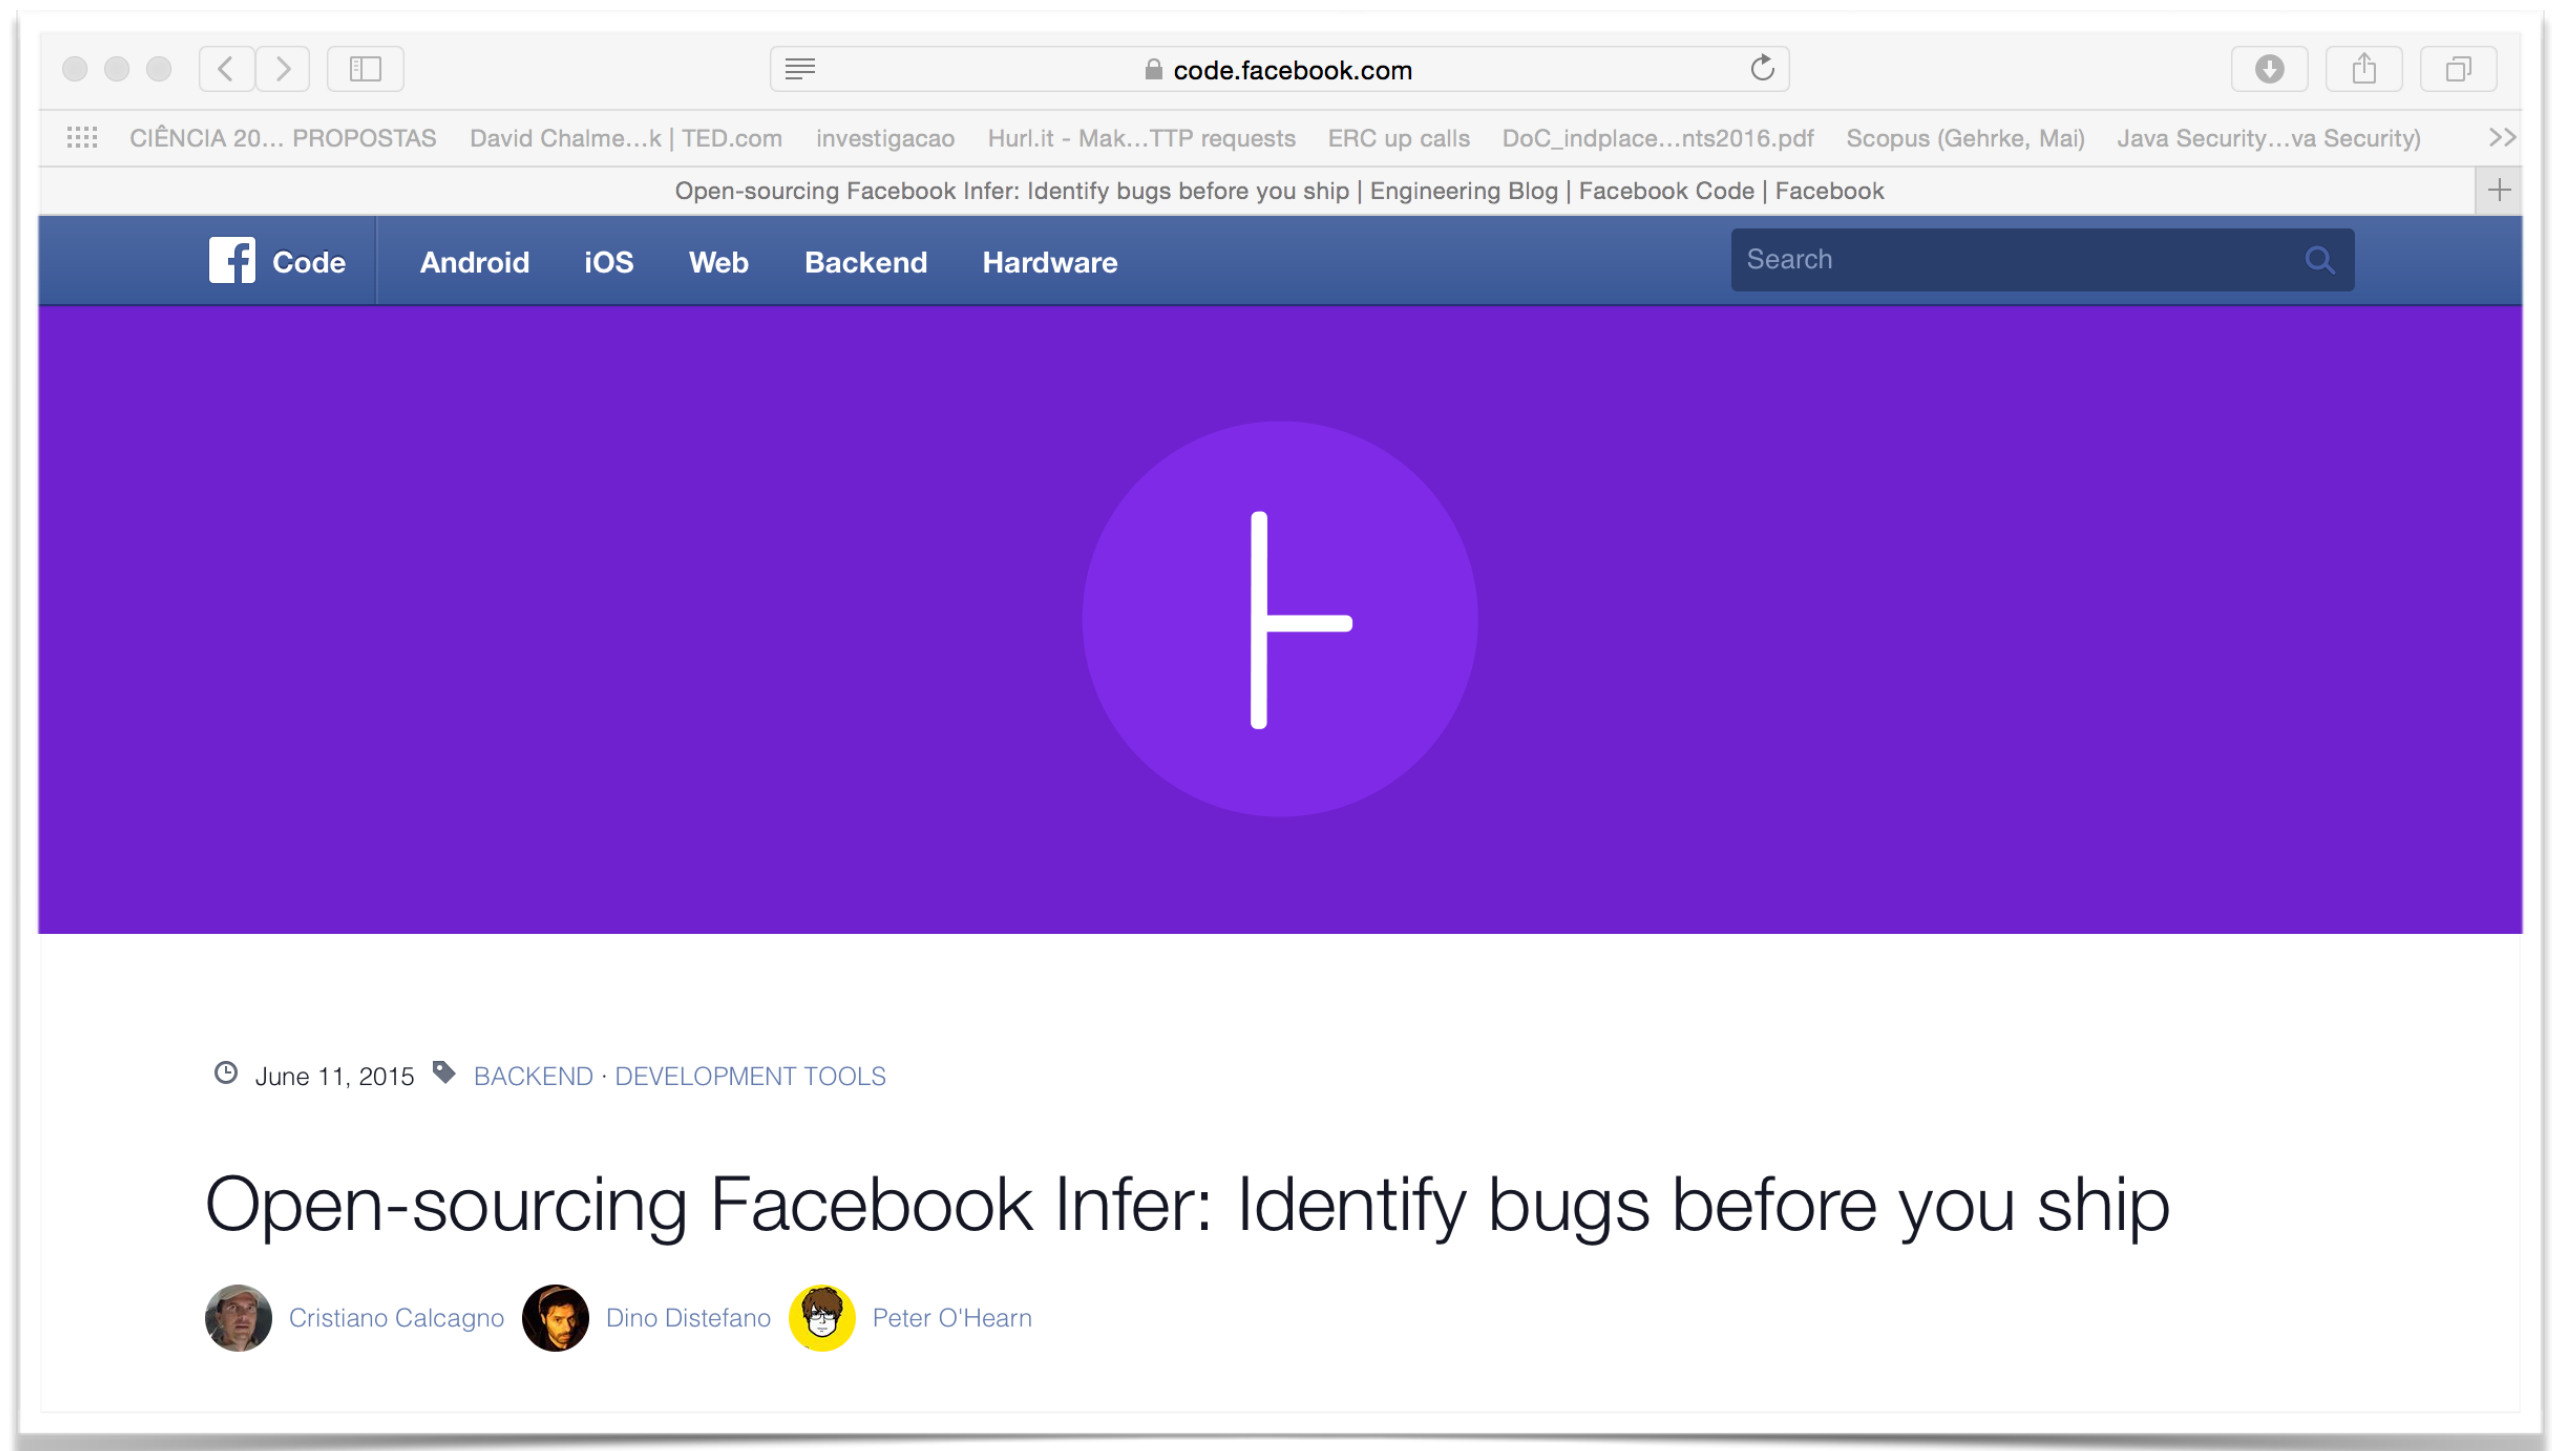 code.facebook.com
CIÊNCIA 20... PROPOSTAS David Chalme...k | TED.com investigacao Hurl.it - Mak...TTP requests ERC up calls DoC_indplace...nts2016.pdf Scopus (Gehrke, Mai) Java Security...va Security) >>
Open-sourcing Facebook Infer: Identify bugs before you ship | Engineering Blog | Facebook Code | Facebook
f Code Android iOS Web Backend Hardware Search
June 11, 2015 BACKEND · DEVELOPMENT TOOLS
Open-sourcing Facebook Infer: Identify bugs before you ship
Cristiano Calcagno Dino Distefano Peter O'Hearn